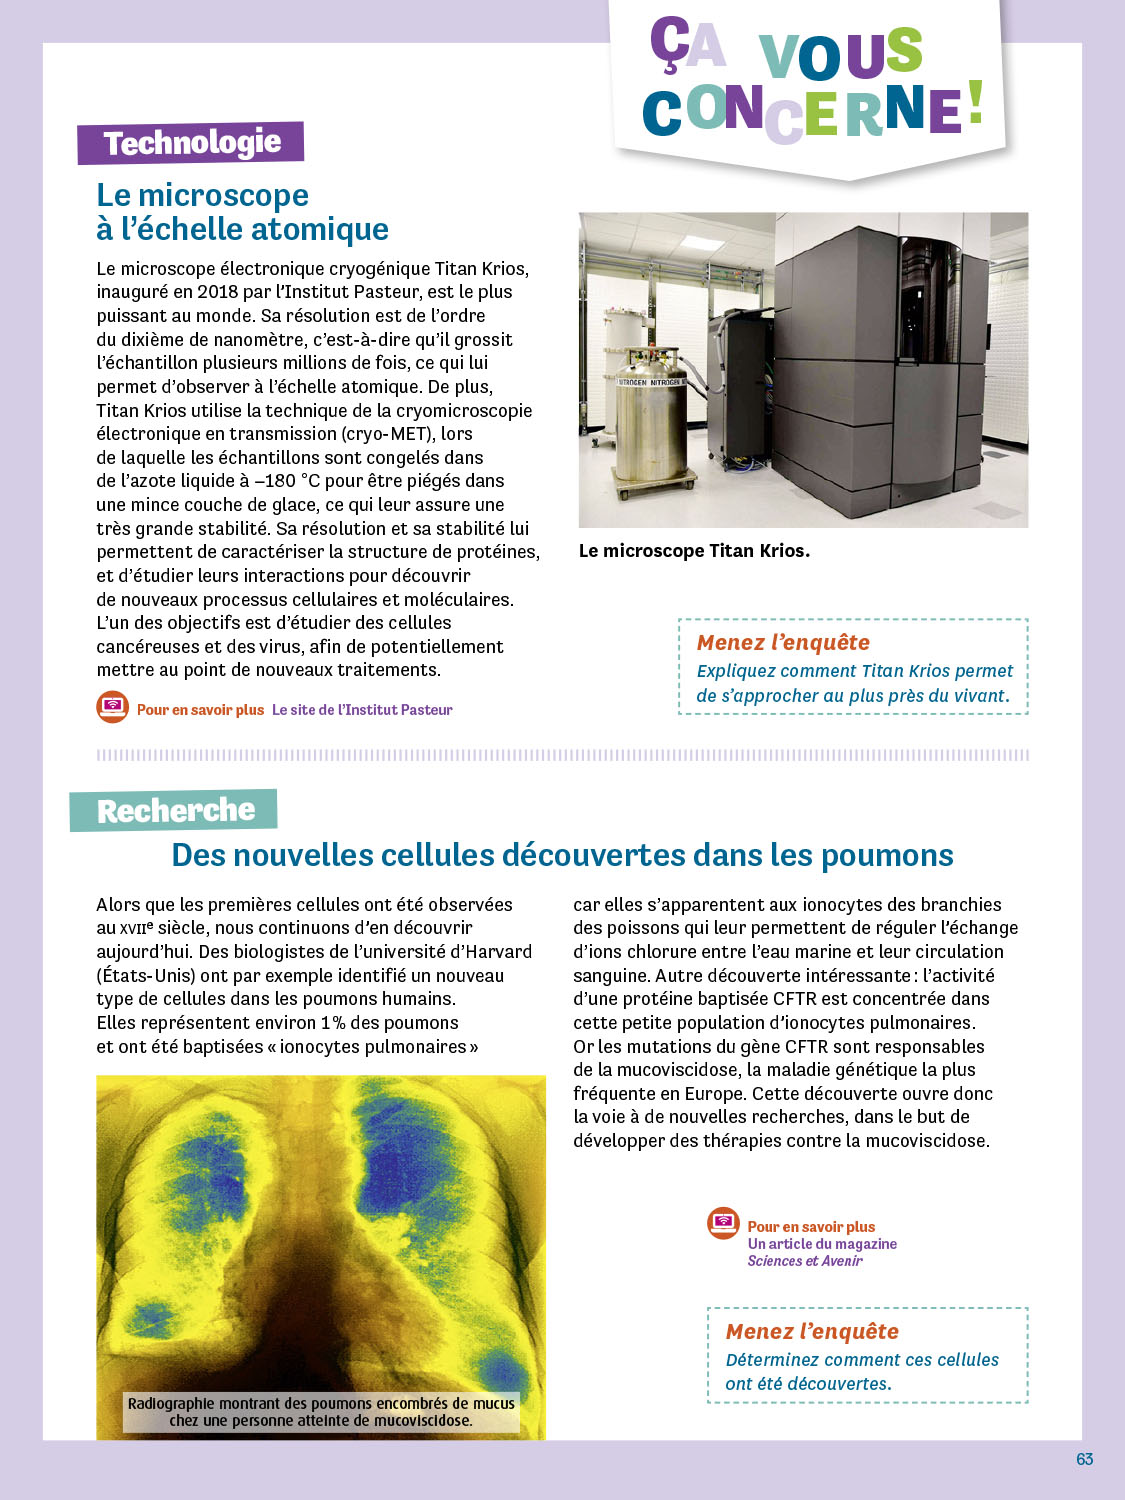 ÇA VOUS
CONCERNE!
Technologie
Le microscope
à l'échelle atomique
Le microscope électronique cryogénique Titan Krios,
inauguré en 2018 par l'Institut Pasteur, est le plus
puissant au monde. Sa résolution est de l'ordre
du dixième de nanomètre, c'est-à-dire qu'il grossit
l'échantillon plusieurs millions de fois, ce qui lui
permet d'observer à l'échelle atomique. De plus,
Titan Krios utilise la technique de la cryomicroscopie
électronique en transmission (cryo-MET), lors
de laquelle les échantillons sont congelés dans
de l'azote liquide à –180 °C pour être piégés dans
une mince couche de glace, ce qui leur assure une
très grande stabilité. Sa résolution et sa stabilité lui
permettent de caractériser la structure de protéines,
et d'étudier leurs interactions pour découvrir
de nouveaux processus cellulaires et moléculaires.
L'un des objectifs est d'étudier des cellules
cancéreuses et des virus, afin de potentiellement
mettre au point de nouveaux traitements.
Pour en savoir plus Le site de l'Institut Pasteur
NITROGEN NITROGEN N
Le microscope Titan Krios.
Menez l'enquête
Expliquez comment Titan Krios permet
de s'approcher au plus près du vivant.
Recherche
Des nouvelles cellules découvertes dans les poumons
Alors que les premières cellules ont été observées
au XVIIe siècle, nous continuons d'en découvrir
aujourd'hui. Des biologistes de l'université d'Harvard
(États-Unis) ont par exemple identifié un nouveau
type de cellules dans les poumons humains.
Elles représentent environ 1 % des poumons
et ont été baptisées « ionocytes pulmonaires »
car elles s'apparentent aux ionocytes des branchies
des poissons qui leur permettent de réguler l'échange
d'ions chlorure entre l'eau marine et leur circulation
sanguine. Autre découverte intéressante : l'activité
d'une protéine baptisée CFTR est concentrée dans
cette petite population d'ionocytes pulmonaires.
Or les mutations du gène CFTR sont responsables
de la mucoviscidose, la maladie génétique la plus
fréquente en Europe. Cette découverte ouvre donc
la voie à de nouvelles recherches, dans le but de
développer des thérapies contre la mucoviscidose.
Radiographie montrant des poumons encombrés de mucus
chez une personne atteinte de mucoviscidose.
Pour en savoir plus
Un article du magazine
Sciences et Avenir
Menez l'enquête
Déterminez comment ces cellules
ont été découvertes.
63